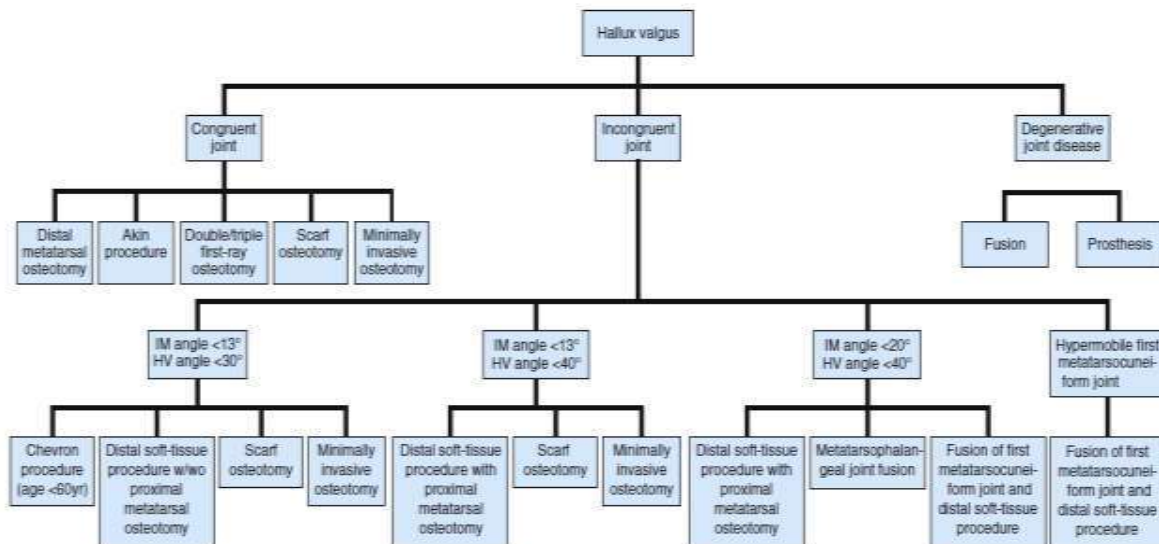 Hallux valgus
Congruent
joint
Incongruent
joint
Degenerative
joint disease
Distal
metatarsal
osteotomy
Akin
procedure
Double/triple
first-ray
osteotomy
Scarf
osteotomy
Minimally
invasive
osteotomy
Fusion
Prosthesis
IM angle <13°
HV angle <30°
IM angle <13°
HV angle <40°
IM angle <20°
HV angle <40°
Hypermobile first
metatarsocunei-
form joint
Chevron
procedure
(age <60yr)
Distal soft-tissue
procedure w/wo
proximal
metatarsal
osteotomy
Scarf
osteotomy
Minimally
invasive
osteotomy
Distal soft-tissue
procedure with
proximal
metatarsal
osteotomy
Scarf
osteotomy
Minimally
invasive
osteotomy
Distal soft-tissue
procedure with
proximal
metatarsal
osteotomy
Metatarsophalan-
geal joint fusion
Fusion of first
metatarsocunei-
form joint and
distal soft-tissue
procedure
Fusion of first
metatarsocunei-
form joint and
distal soft-tissue
procedure